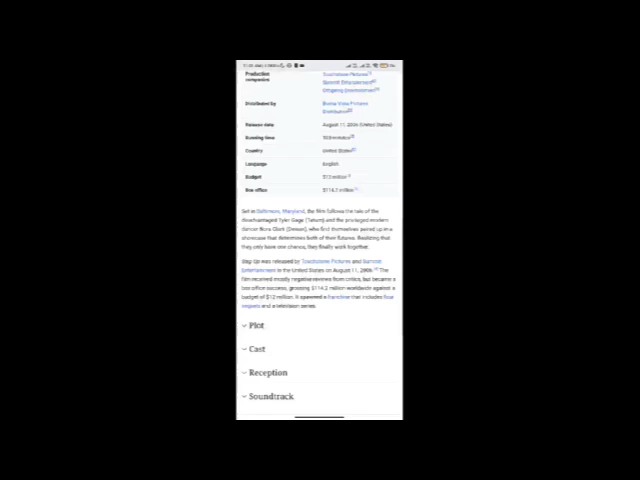 Production companies
Touchstone Pictures
Summit Entertainment
Offspring Entertainment
Distributed by
Buena Vista Pictures
Distribution
Release date
August 11, 2006 (United States)
Running time
Country
United States
Language
English
Budget
$12 million
Box office
$114.2 million
Set in Baltimore, Maryland, the film follows the tale of the
disadvantaged Tyler Gage (Tatum) and the privileged modern
dancer Nora Clark (Dewan), who find themselves paired up in a
showcase that determines both of their futures. Realizing that
they only have one chance, they finally work together.
Step Up was released by Touchstone Pictures and Summit
Entertainment in the United States on August 11, 2006. The
film received mostly negative reviews from critics, but became a
box office success, grossing $114.2 million worldwide against a
budget of $12 million. It spawned a franchise that includes four
sequels and a television series.
Plot
Cast
Reception
Soundtrack